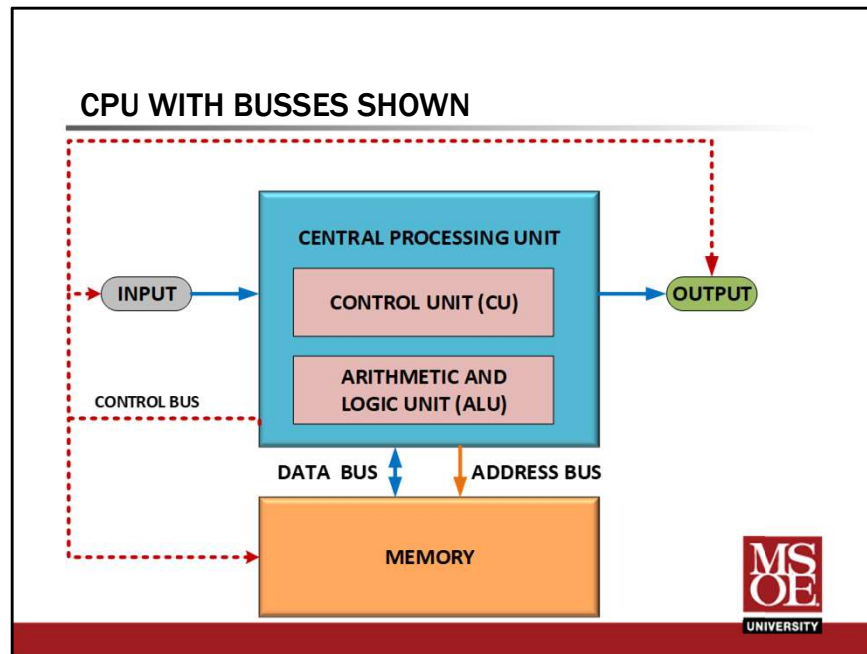 CPU WITH BUSSES SHOWN
CENTRAL PROCESSING UNIT
INPUT
CONTROL UNIT (CU)
OUTPUT
ARITHMETIC AND
LOGIC UNIT (ALU)
CONTROL BUS
DATA BUS
ADDRESS BUS
MEMORY
MS
OE
UNIVERSITY